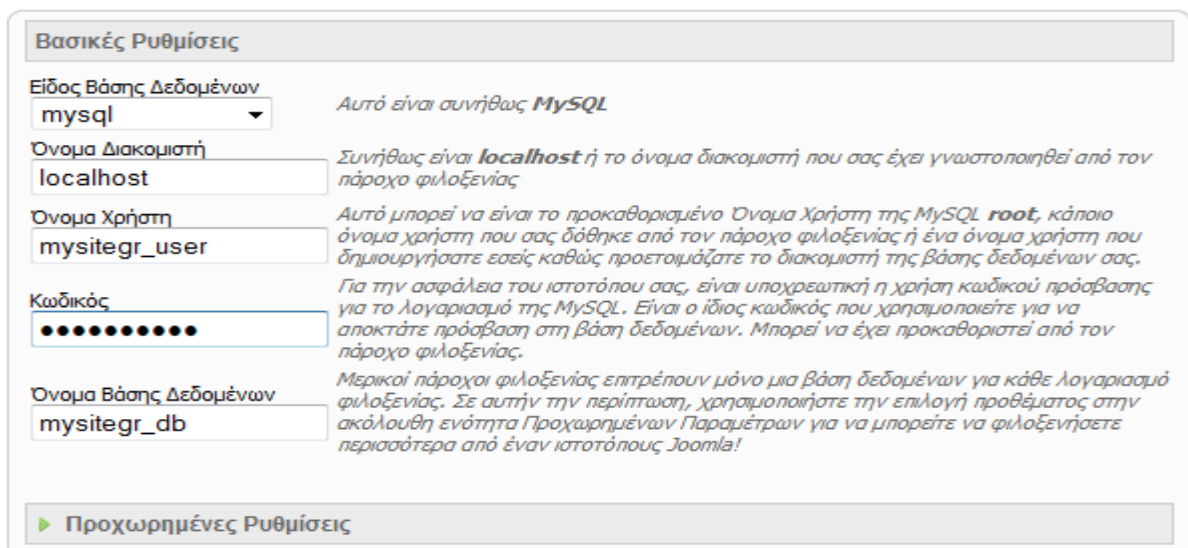 Βασικές Ρυθμίσεις
Είδος Βάσης Δεδομένων
mysql
Αυτό είναι συνήθως MySQL
Όνομα Διακομιστή
localhost
Συνήθως είναι localhost ή το όνομα διακομιστή που σας έχει γνωστοποιηθεί από τον
πάροχο φιλοξενίας
Όνομα Χρήστη
mysitegr_user
Αυτό μπορεί να είναι το προκαθορισμένο Όνομα Χρήστη της MySQL root, κάποιο
όνομα χρήστη που σας δόθηκε από τον πάροχο φιλοξενίας ή ένα όνομα χρήστη που
δημιουργήσατε εσείς καθώς προετοιμάζατε το διακομιστή της βάσης δεδομένων σας.
Κωδικός
●●●●●●●●●●
Για την ασφάλεια του ιστοτόπου σας, είναι υποχρεωτική η χρήση κωδικού πρόσβασης
για το λογαριασμό της MySQL. Είναι ο ίδιος κωδικός που χρησιμοποιείτε για να
αποκτάτε πρόσβαση στη βάση δεδομένων. Μπορεί να έχει προκαθοριστεί από τον
πάροχο φιλοξενίας.
Όνομα Βάσης Δεδομένων
mysitegr_db
Μερικοί πάροχοι φιλοξενίας επιτρέπουν μόνο μια βάση δεδομένων για κάθε λογαριασμό
φιλοξενίας. Σε αυτήν την περίπτωση, χρησιμοποιήστε την επιλογή προθέματος στην
ακόλουθη ενότητα Προχωρημένων Παραμέτρων για να μπορείτε να φιλοξενήσετε
περισσότερα από έναν ιστοτόπους Joomla!
Προχωρημένες Ρυθμίσεις